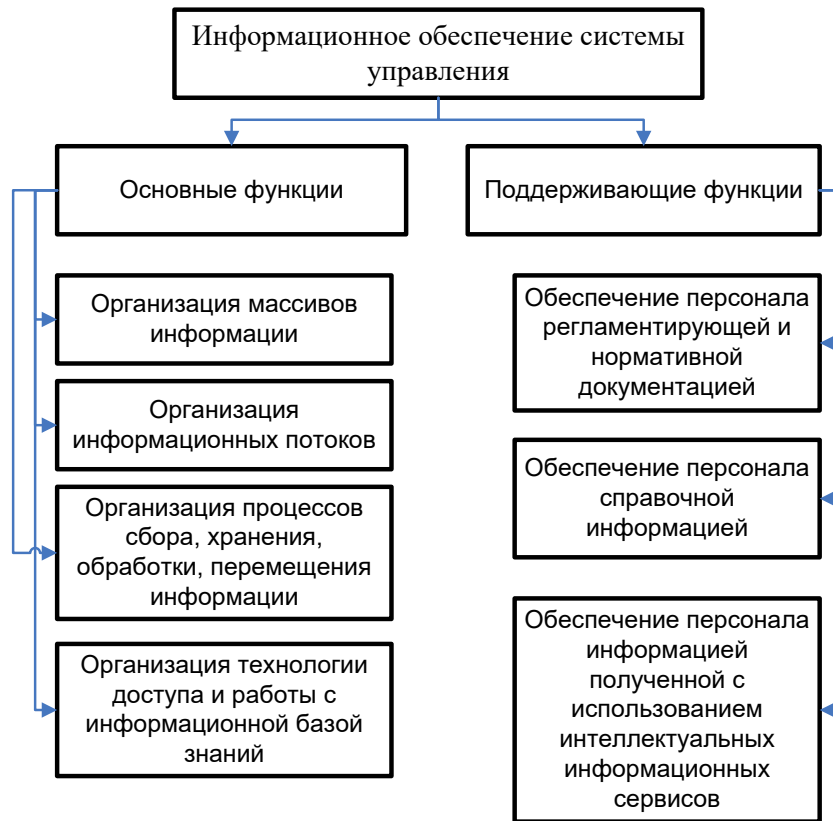 Информационное обеспечение системы
управления
Основные функции
Поддерживающие функции
Организация массивов
информации
Организация
информационных потоков
Организация процессов
сбора, хранения,
обработки, перемещения
информации
Организация технологии
доступа и работы с
информационной базой
знаний
Обеспечение персонала
регламентирующей и
нормативной
документацией
Обеспечение персонала
справочной
информацией
Обеспечение персонала
информацией
полученной с
использованием
интеллектуальных
информационных
сервисов